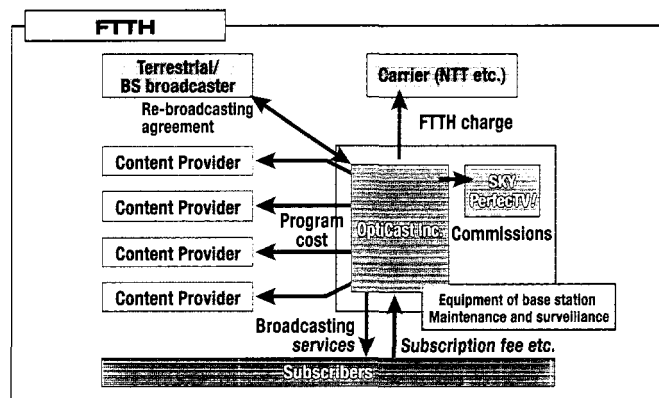 FTTH
Terrestrial/
BS broadcaster
Carrier (NTT etc.)
Re-broadcasting
agreement
FTTH charge
Content Provider
Content Provider
Content Provider
Content Provider
Program
cost
OptiCast Inc.
SKY
PerfecTV!
Commissions
Equipment of base station
Maintenance and surveillance
Broadcasting
services
Subscription fee etc.
Subscribers